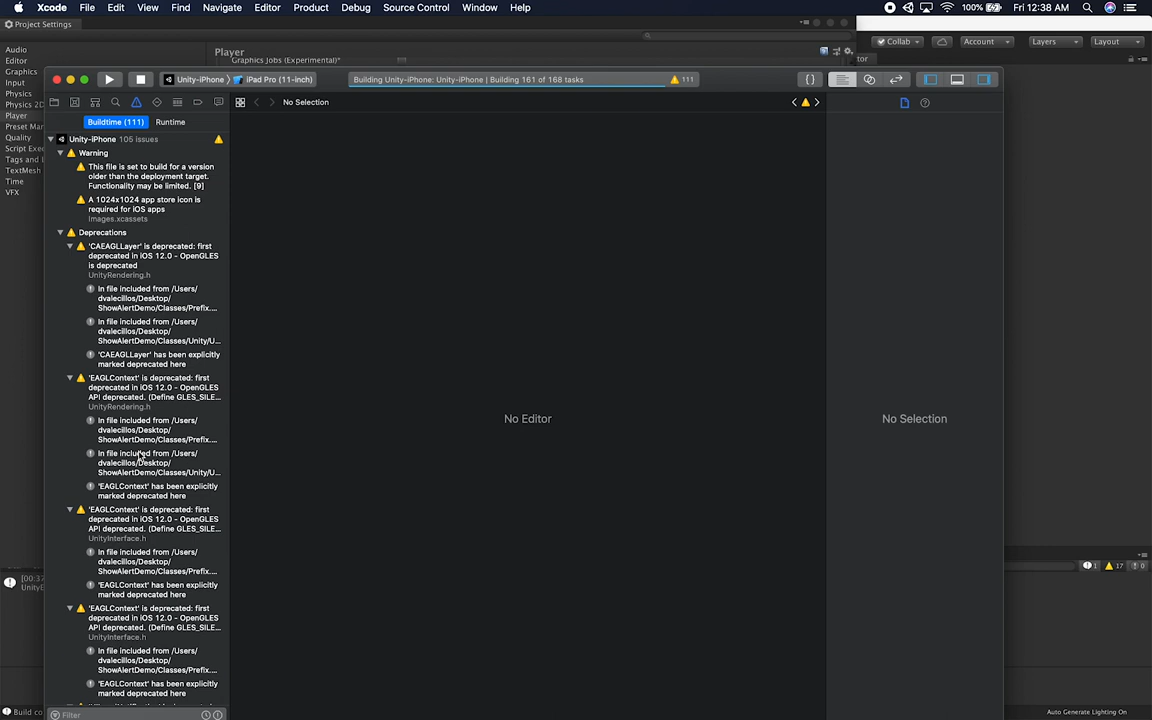 Xcode File Edit View Find Navigate Editor Product Debug Source Control Window Help 100% Fri 12:38 AM
Project Settings
Collab Account Layers Layout
Audio
Editor
Graphics
Input
Physics
Physics 2D
Player
Preset Mar
Quality
Script Exe
Tags and
TextMesh
Time
VFX
Player
Graphics Jobs (Experimental)*
tor
Unity-iPhone iPad Pro (11-inch)
Building Unity-iPhone: Unity-iPhone | Building 161 of 168 tasks 111
No Selection
Buildtime (111) Runtime
Unity-iPhone 105 issues
Warning
This file is set to build for a version
older than the deployment target.
Functionality may be limited. [9]
A 1024x1024 app store icon is
required for iOS apps
Images.xcassets
Deprecations
'CAEAGLLayer' is deprecated: first
deprecated in iOS 12.0 - OpenGLES
is deprecated
UnityRendering.h
In file included from /Users/
dvalecillos/Desktop/
ShowAlertDemo/Classes/Prefix....
In file included from /Users/
dvalecillos/Desktop/
ShowAlertDemo/Classes/Unity/U...
'CAEAGLLayer' has been explicitly
marked deprecated here
'EAGLContext' is deprecated: first
deprecated in iOS 12.0 - OpenGLES
API deprecated. (Define GLES_SILE...
UnityRendering.h
In file included from /Users/
dvalecillos/Desktop/
ShowAlertDemo/Classes/Prefix....
In file included from /Users/
dvalecillos/Desktop/
ShowAlertDemo/Classes/Unity/U...
'EAGLContext' has been explicitly
marked deprecated here
'EAGLContext' is deprecated: first
deprecated in iOS 12.0 - OpenGLES
API deprecated. (Define GLES_SILE...
UnityInterface.h
In file included from /Users/
dvalecillos/Desktop/
ShowAlertDemo/Classes/Prefix....
'EAGLContext' has been explicitly
marked deprecated here
'EAGLContext' is deprecated: first
deprecated in iOS 12.0 - OpenGLES
API deprecated. (Define GLES_SILE...
UnityInterface.h
In file included from /Users/
dvalecillos/Desktop/
ShowAlertDemo/Classes/Prefix....
'EAGLContext' has been explicitly
marked deprecated here
Filter
No Editor
No Selection
1 17 0
[00:37
UnityE
Build co
Auto Generate Lighting On